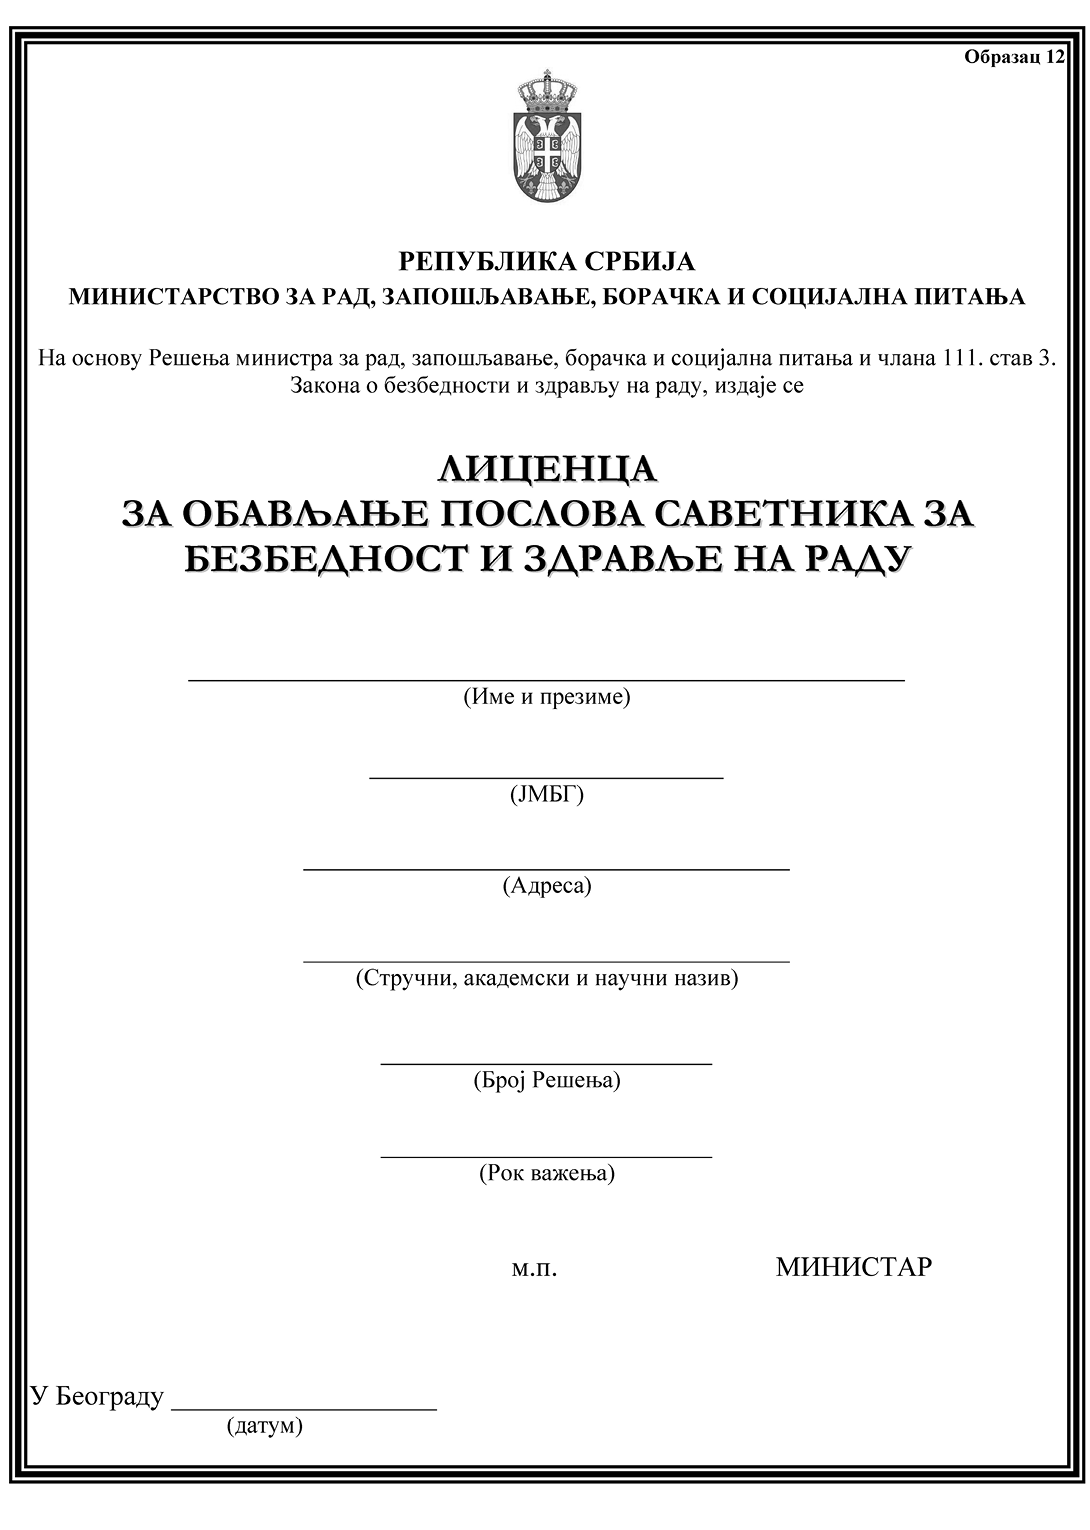 Образац 12
РЕПУБЛИКА СРБИЈА
МИНИСТАРСТВО ЗА РАД, ЗАПОШЉАВАЊЕ, БОРАЧКА И СОЦИЈАЛНА ПИТАЊА
На основу Решења министра за рад, запошљавање, борачка и социјална питања и члана 111. став 3.
Закона о безбедности и здрављу на раду, издаје се
ЛИЦЕНЦА
ЗА ОБАВЉАЊЕ ПОСЛОВА САВЕТНИКА ЗА
БЕЗБЕДНОСТ И ЗДРАВЉЕ НА РАДУ
(Име и презиме)
(ЈМБГ)
(Адреса)
(Стручни, академски и научни назив)
(Број Решења)
(Рок важења)
м.п. МИНИСТАР
У Београду ____________________
(датум)